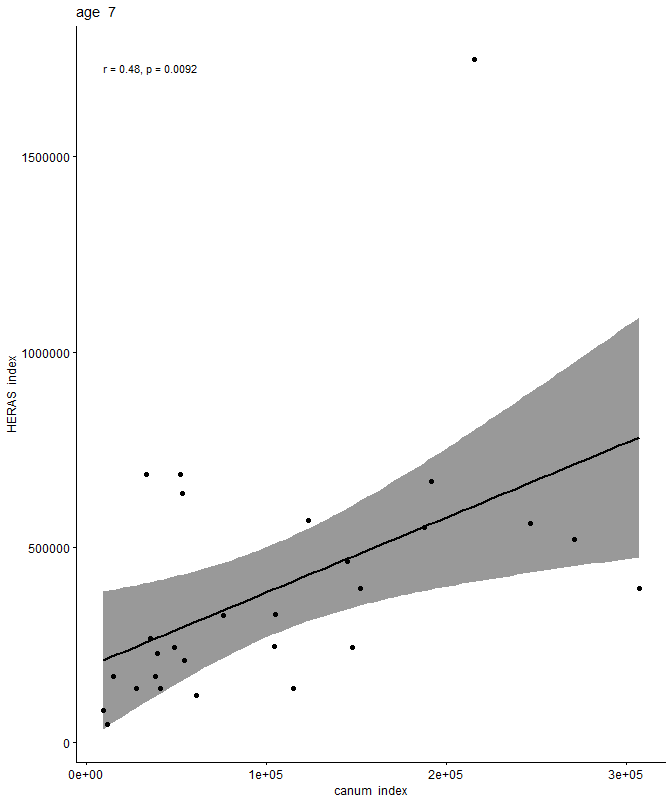 age 7
r = 0.48, p = 0.0092
1500000
1000000
500000
0
HERAS index
0e+00 1e+05 2e+05 3e+05
canum index